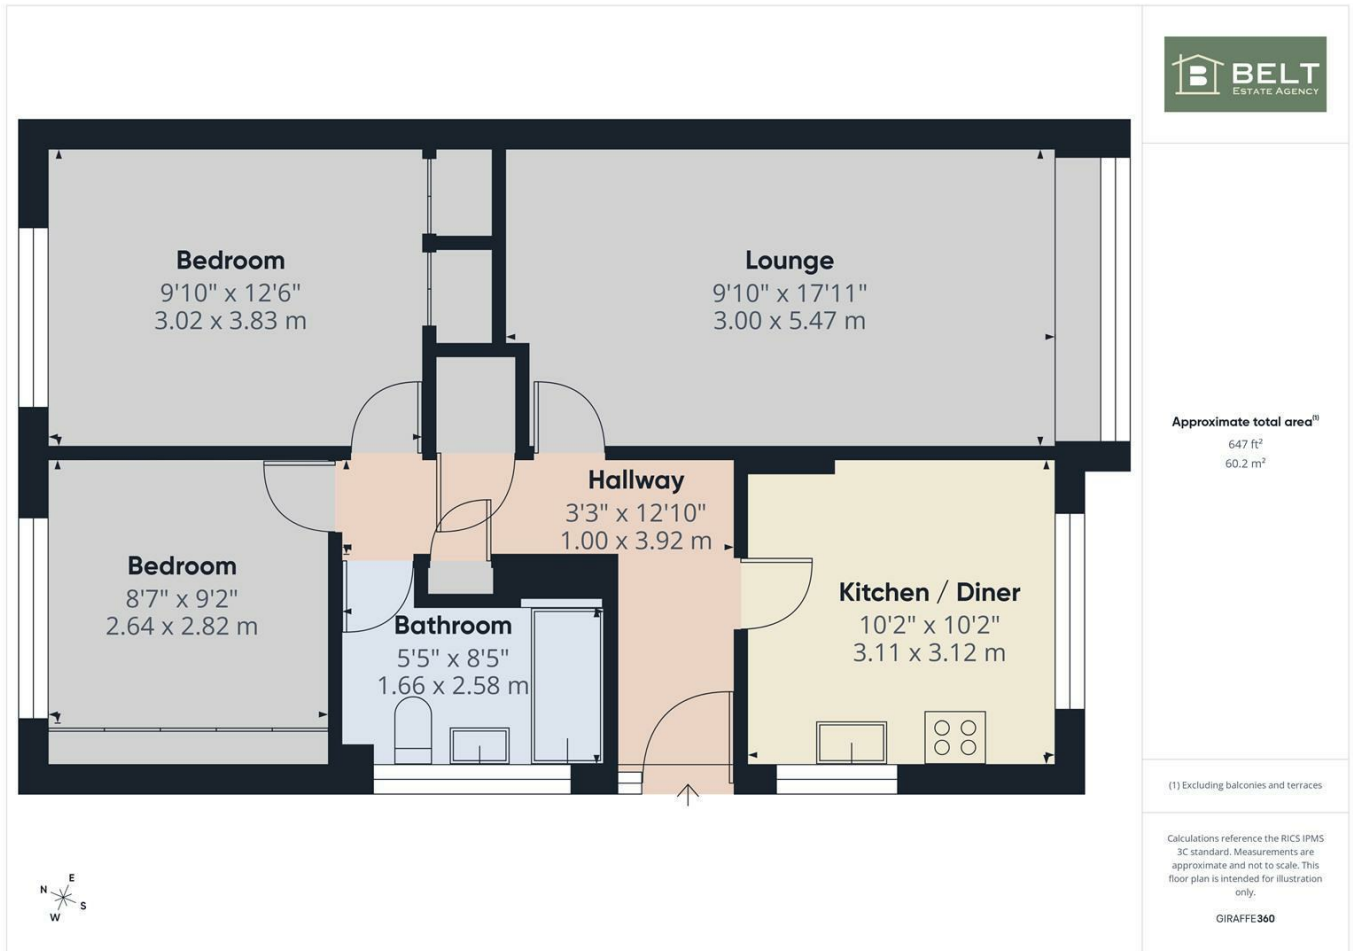 BELT
ESTATE AGENCY
Bedroom
9'10" x 12'6"
3.02 x 3.83 m
Lounge
9'10" x 17'11"
3.00 x 5.47 m
Hallway
3'3" x 12'10"
1.00 x 3.92 m
Bedroom
8'7" x 9'2"
2.64 x 2.82 m
Bathroom
5'5" x 8'5"
1.66 x 2.58 m
Kitchen / Diner
10'2" x 10'2"
3.11 x 3.12 m
Approximate total area(1)
647 ft²
60.2 m²
(1) Excluding balconies and terraces
Calculations reference the RICS IPMS
3C standard. Measurements are
approximate and not to scale. This
floor plan is intended for illustration
only.
GIRAFFE360
N
E
S
W